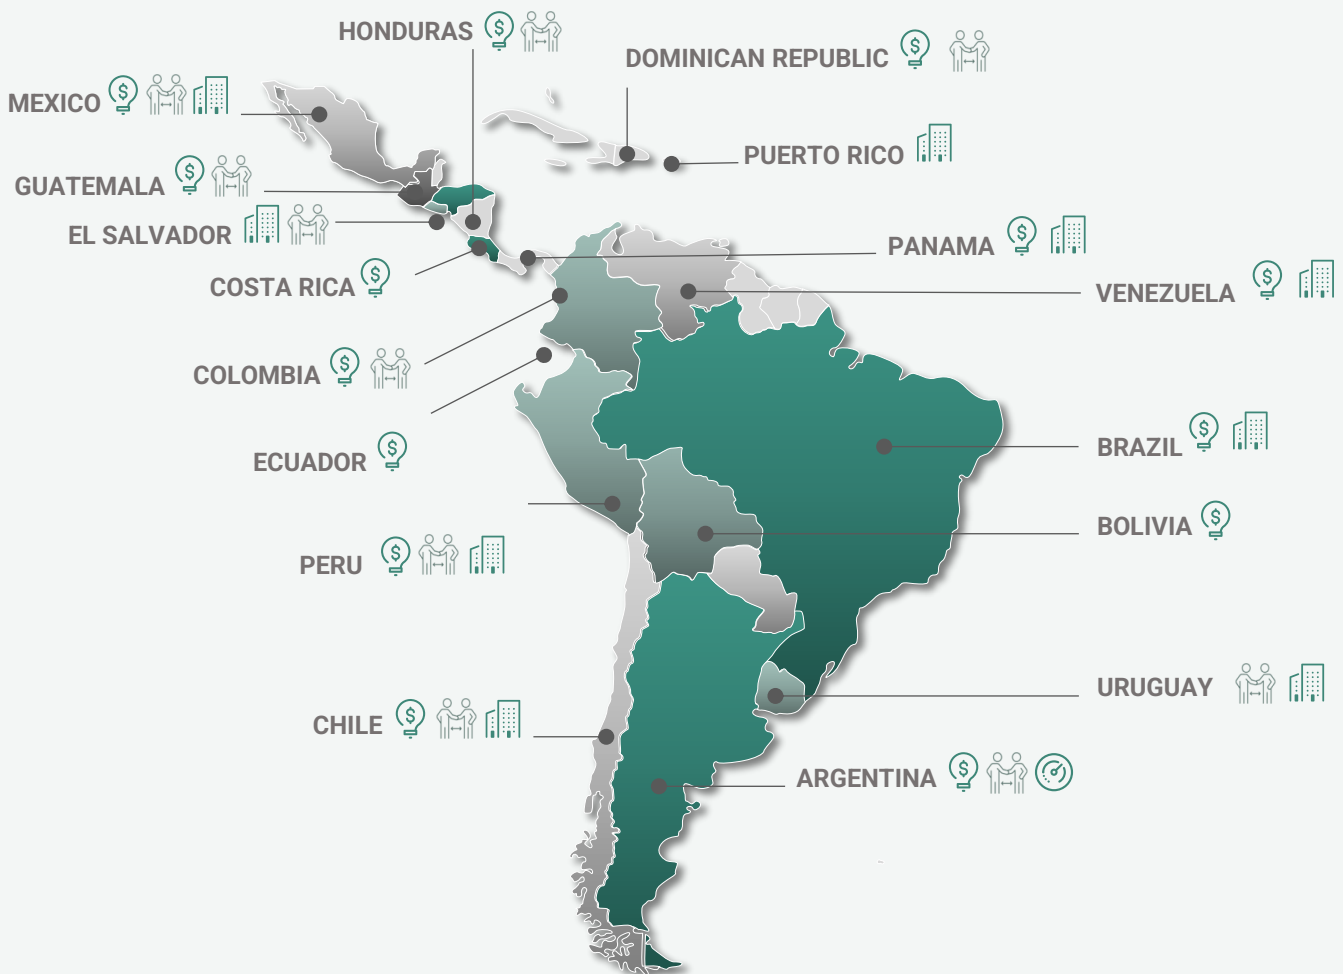 HONDURAS
DOMINICAN REPUBLIC
MEXICO
PUERTO RICO
GUATEMALA
EL SALVADOR
PANAMA
COSTA RICA
VENEZUELA
COLOMBIA
BRAZIL
ECUADOR
BOLIVIA
PERU
URUGUAY
CHILE
ARGENTINA